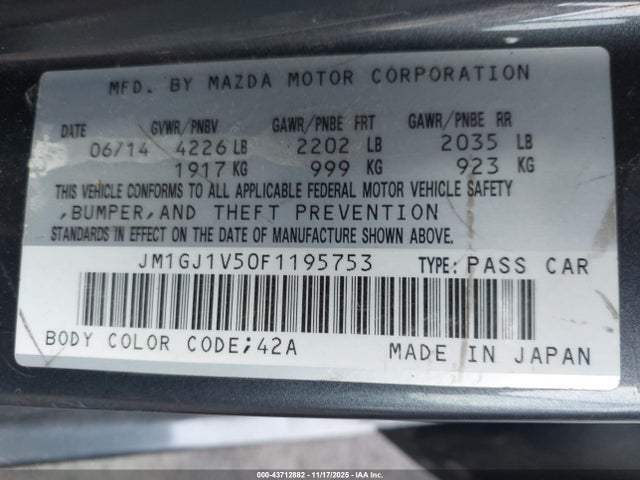 MFD. BY MAZDA MOTOR CORPORATION
DATE GVWR/PNBV GAWR/PNBE FRT GAWR/PNBE RR
06/14 4226 LB 2202 LB 2035 LB
1917 KG 999 KG 923 KG
THIS VEHICLE CONFORMS TO ALL APPLICABLE FEDERAL MOTOR VEHICLE SAFETY
,BUMPER,AND THEFT PREVENTION
STANDARDS IN EFFECT ON THE DATE OF MANUFACTURE SHOWN ABOVE.
JM1GJ1V50F1195753 TYPE: PASS CAR
BODY COLOR CODE;42A MADE IN JAPAN
000-43712882 - 11/17/2025 - IAA Inc.